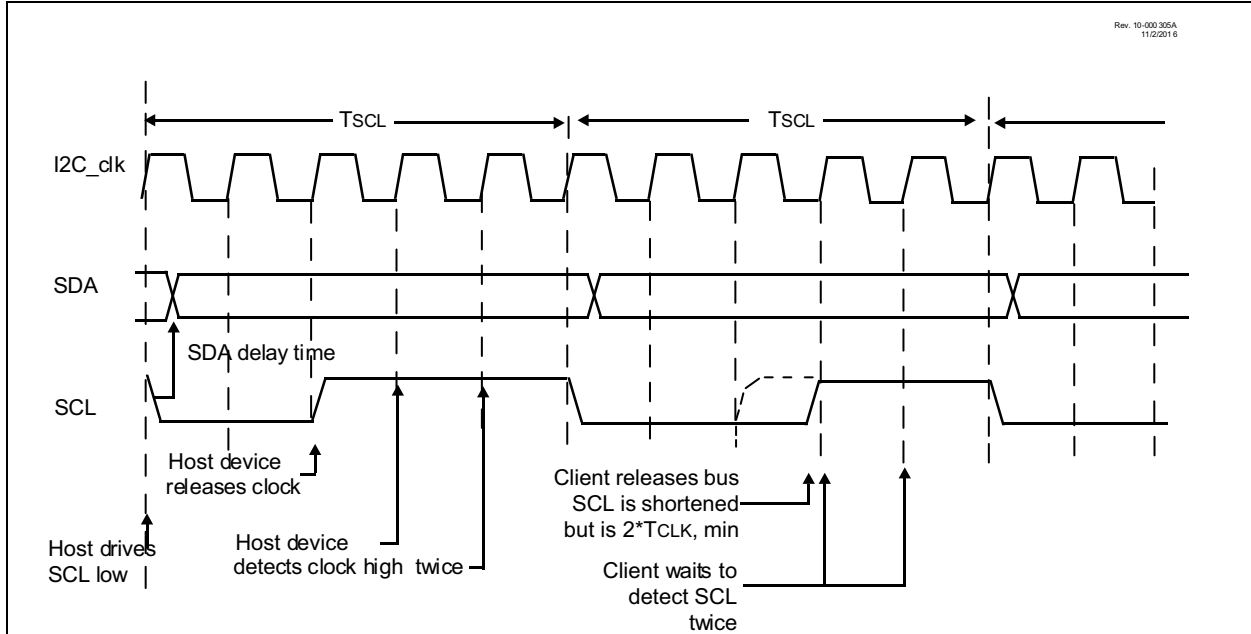 Rev. 10-000 305A
11/2/201 6
TSCL
TSCL
I2C_clk
SDA
SDA delay time
SCL
Host device
releases clock
Client releases bus
SCL is shortened
but is 2*TCLK, min
Host drives
SCL low
Host device
detects clock high twice
Client waits to
detect SCL
twice